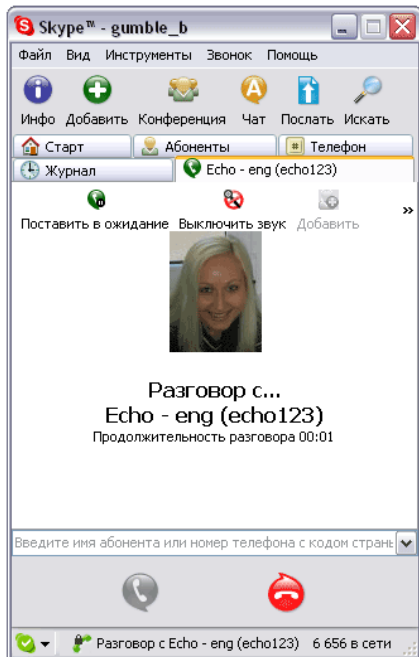 Skype™ - gumble_b
Файл Вид Инструменты Звонок Помощь
Инфо Добавить Конференция Чат Послать Искать
Старт Абоненты Телефон
Журнал Echo - eng (echo123)
Поставить в ожидание Выключить звук Добавить »
Разговор с...
Echo - eng (echo123)
Продолжительность разговора 00:01
Введите имя абонента или номер телефона с кодом страны
Разговор с Echo - eng (echo123) 6 656 в сети